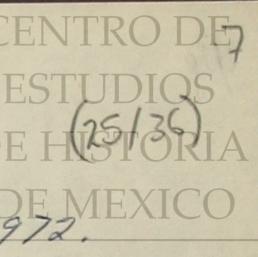 CENTRO DE
7
ESTUDIOS
(25/36)
DE HISTORIA
DE MEXICO
972.